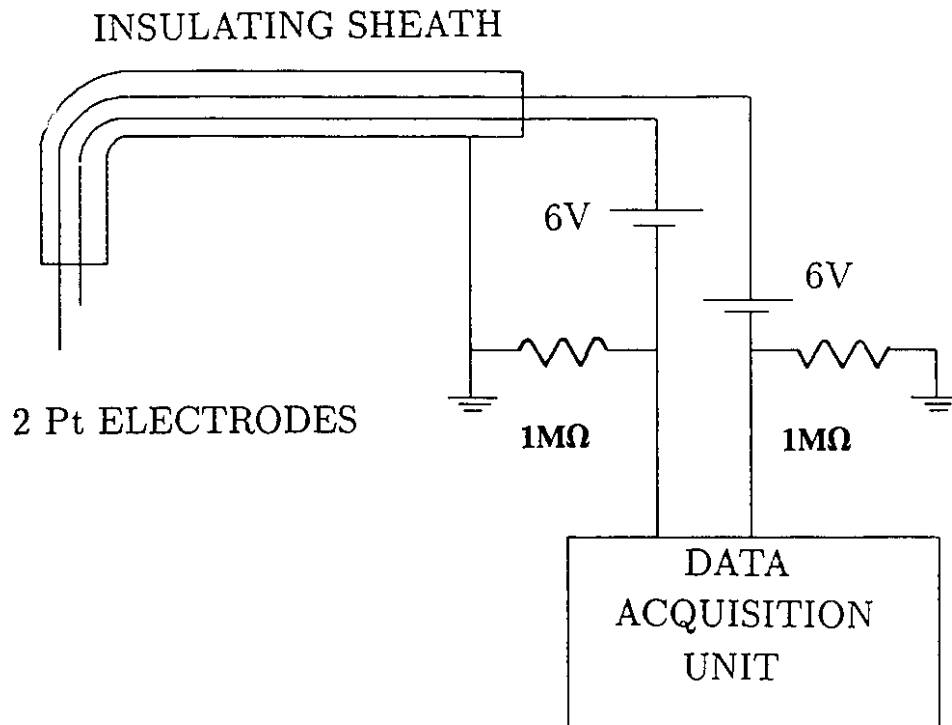 INSULATING SHEATH
6V
6V
2 Pt ELECTRODES
1MΩ
1MΩ
DATA
ACQUISITION
UNIT